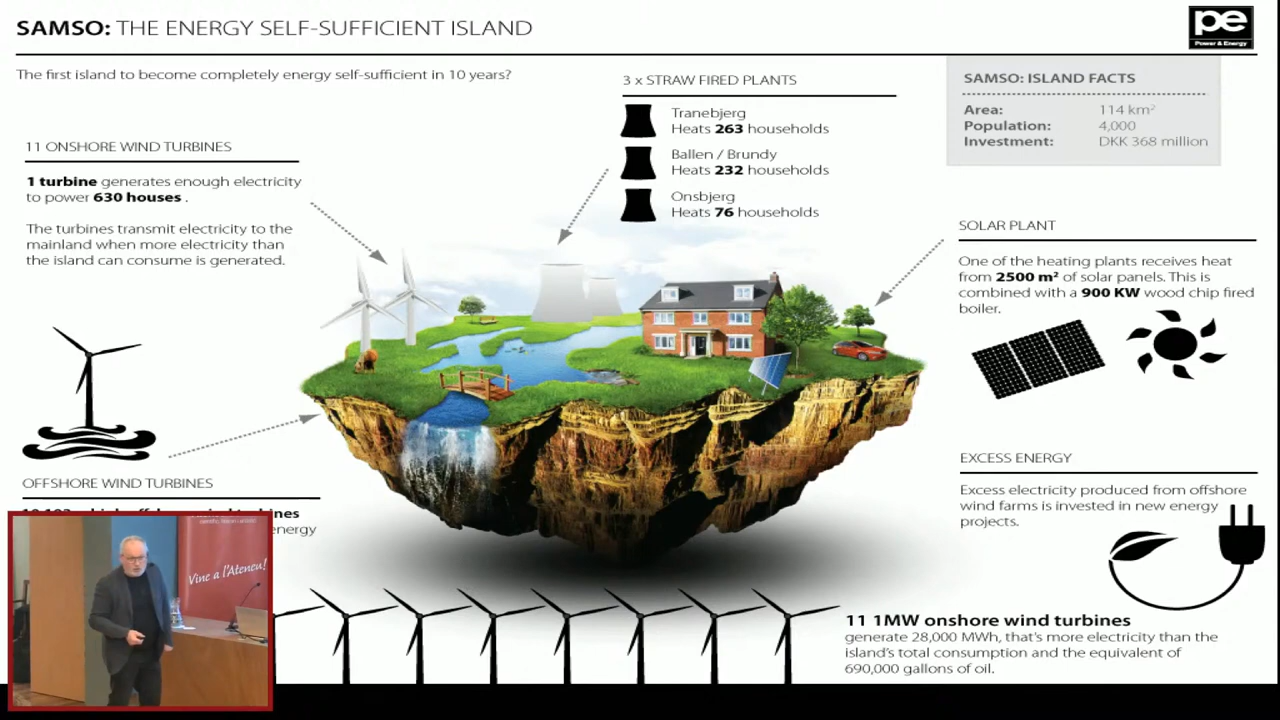 SAMSO: THE ENERGY SELF-SUFFICIENT ISLAND
pe
Power & Energy
The first island to become completely energy self-sufficient in 10 years?
3 x STRAW FIRED PLANTS
Tranebjerg
Heats 263 households
Ballen / Brundy
Heats 232 households
Onsbjerg
Heats 76 households
SAMSO: ISLAND FACTS
Area: 114 km²
Population: 4,000
Investment: DKK 368 million
11 ONSHORE WIND TURBINES
1 turbine generates enough electricity
to power 630 houses .
The turbines transmit electricity to the
mainland when more electricity than
the island can consume is generated.
SOLAR PLANT
One of the heating plants receives heat
from 2500 m² of solar panels. This is
combined with a 900 KW wood chip fired
boiler.
OFFSHORE WIND TURBINES
energy
EXCESS ENERGY
Excess electricity produced from offshore
wind farms is invested in new energy
projects.
Vine a l'Ateneu!
11 1MW onshore wind turbines
generate 28,000 MWh, that's more electricity than the
island's total consumption and the equivalent of
690,000 gallons of oil.